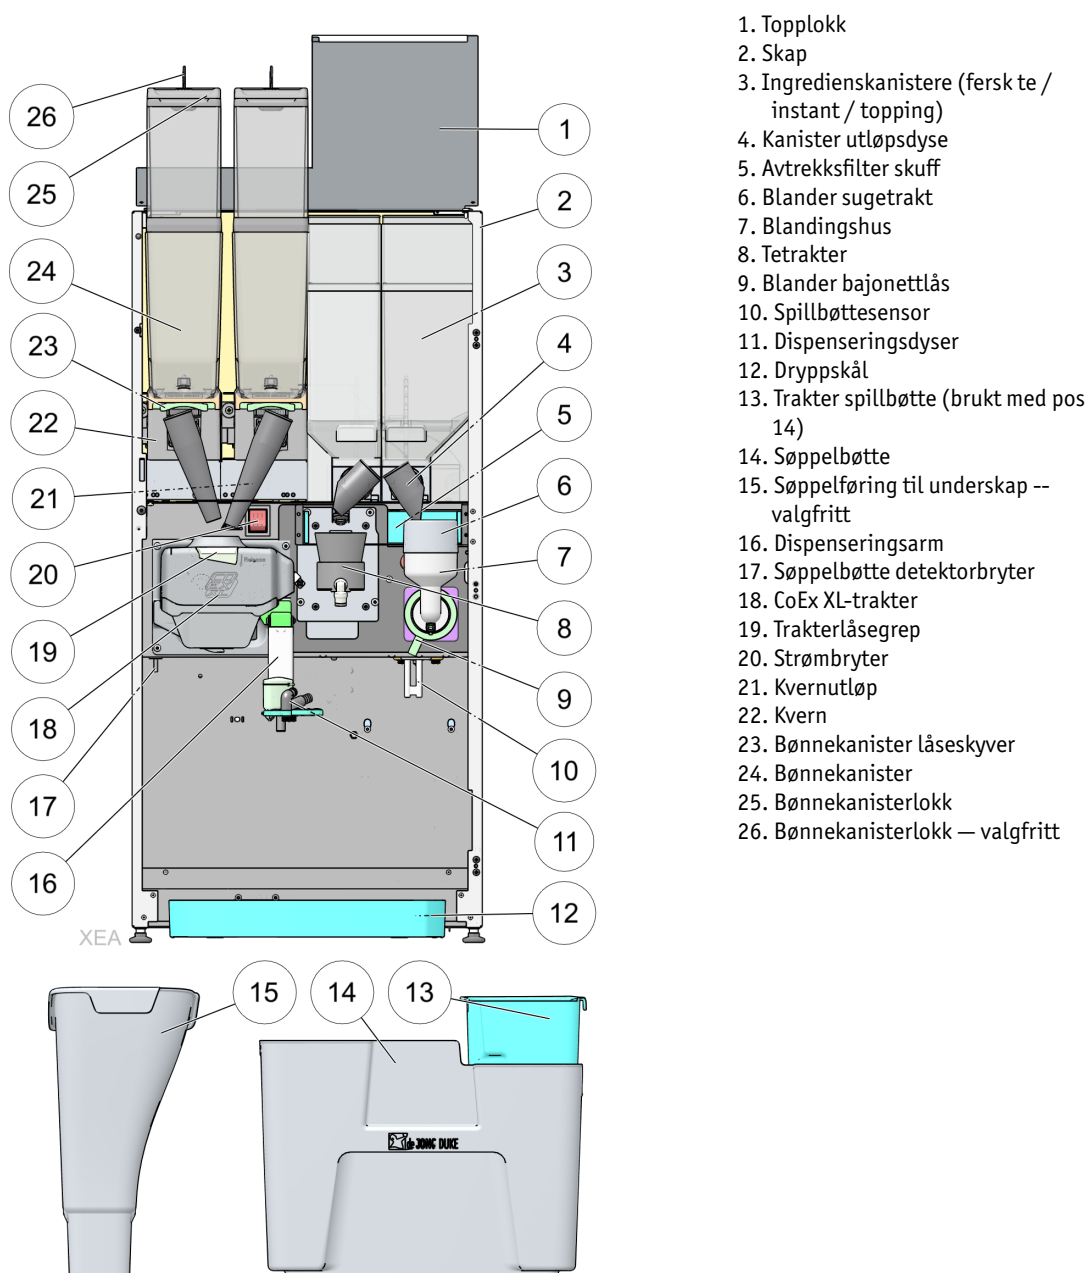 1. Topplokk
2. Skap
3. Ingredienskanistere (fersk te /
instant / topping)
4. Kanister utløpsdyse
5. Avtrekksfilter skuff
6. Blander sugetrakt
7. Blandingshus
8. Tetrakter
9. Blander bajonettlås
10. Spillbøttesensor
11. Dispenseringsdyser
12. Dryppskål
13. Trakter spillbøtte (brukt med pos
14)
14. Søppelbøtte
15. Søppelføring til underskap --
valgfritt
16. Dispenseringsarm
17. Søppelbøtte detektorbryter
18. CoEx XL-trakter
19. Trakterlåsegrep
20. Strømbryter
21. Kvernutløp
22. Kvern
23. Bønnekanister låseskyver
24. Bønnekanister
25. Bønnekanisterlokk
26. Bønnekanisterlokk — valgfritt
26
25
24
23
22
21
20
19
18
17
16
1
2
3
4
5
6
7
8
9
10
11
12
XEA
15
14
13
de JONG DUKE